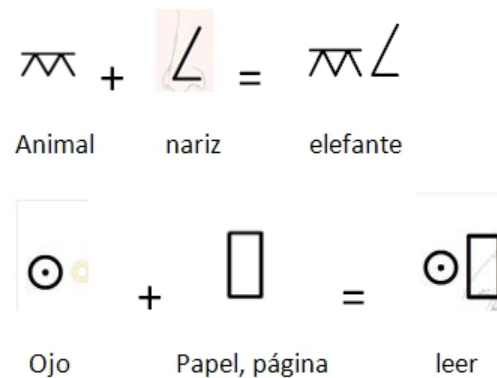 + =
Animal nariz elefante
+ =
Ojo Papel, página leer